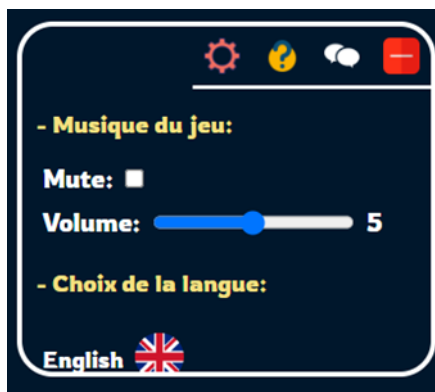 - Musique du jeu:
Mute:
Volume: 5
- Choix de la langue:
English